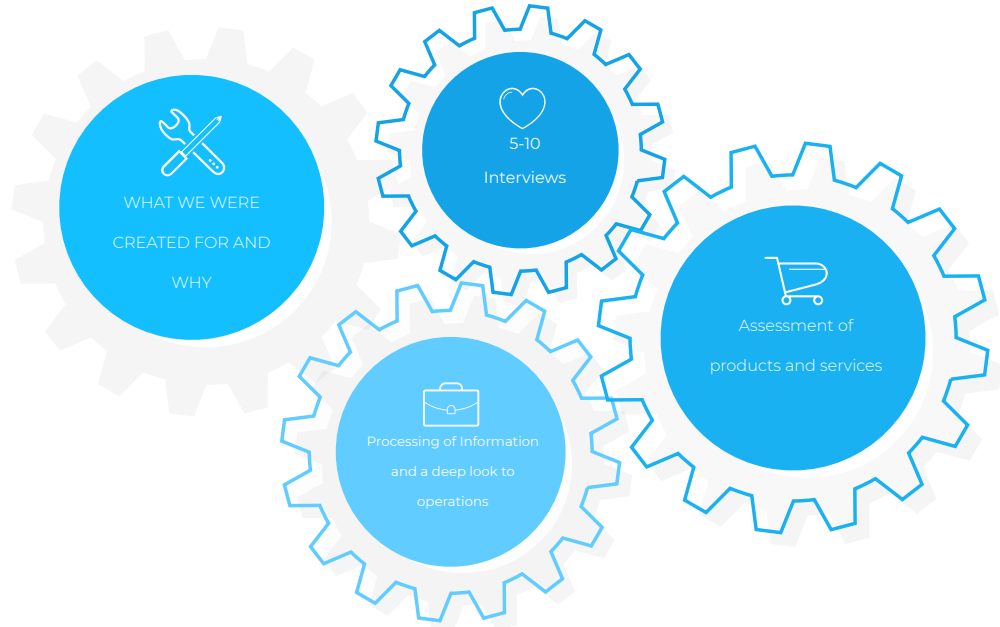 WHAT WE WERE
CREATED FOR AND
WHY
5-10
Interviews
Assessment of
products and services
Processing of Information
and a deep look to
operations